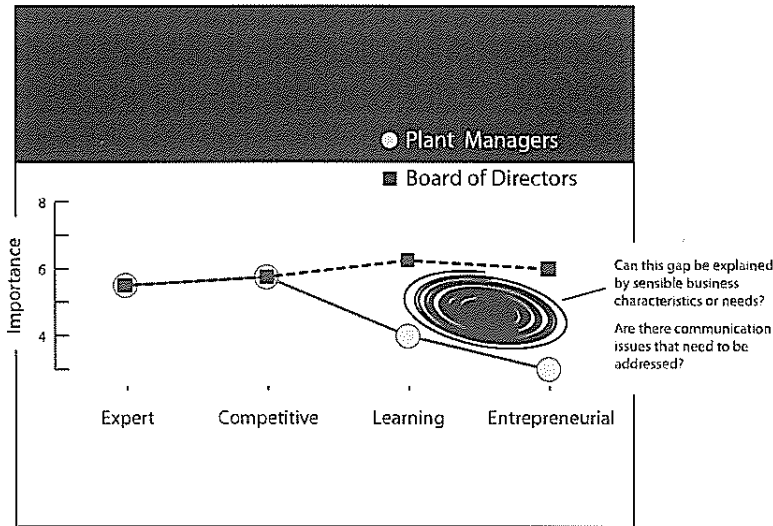 Plant Managers
Board of Directors
8
6
4
Importance
Can this gap be explained
by sensible business
characteristics or needs?
Are there communication
issues that need to be
addressed?
Expert
Competitive
Learning
Entrepreneurial